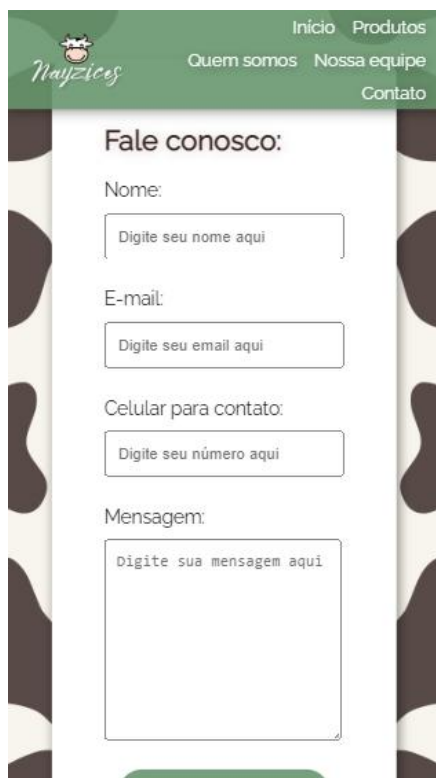 Início Produtos
Nayzices
Quem somos Nossa equipe
Contato
Fale conosco:
Nome:
Digite seu nome aqui
E-mail:
Digite seu email aqui
Celular para contato:
Digite seu número aqui
Mensagem:
Digite sua mensagem aqui